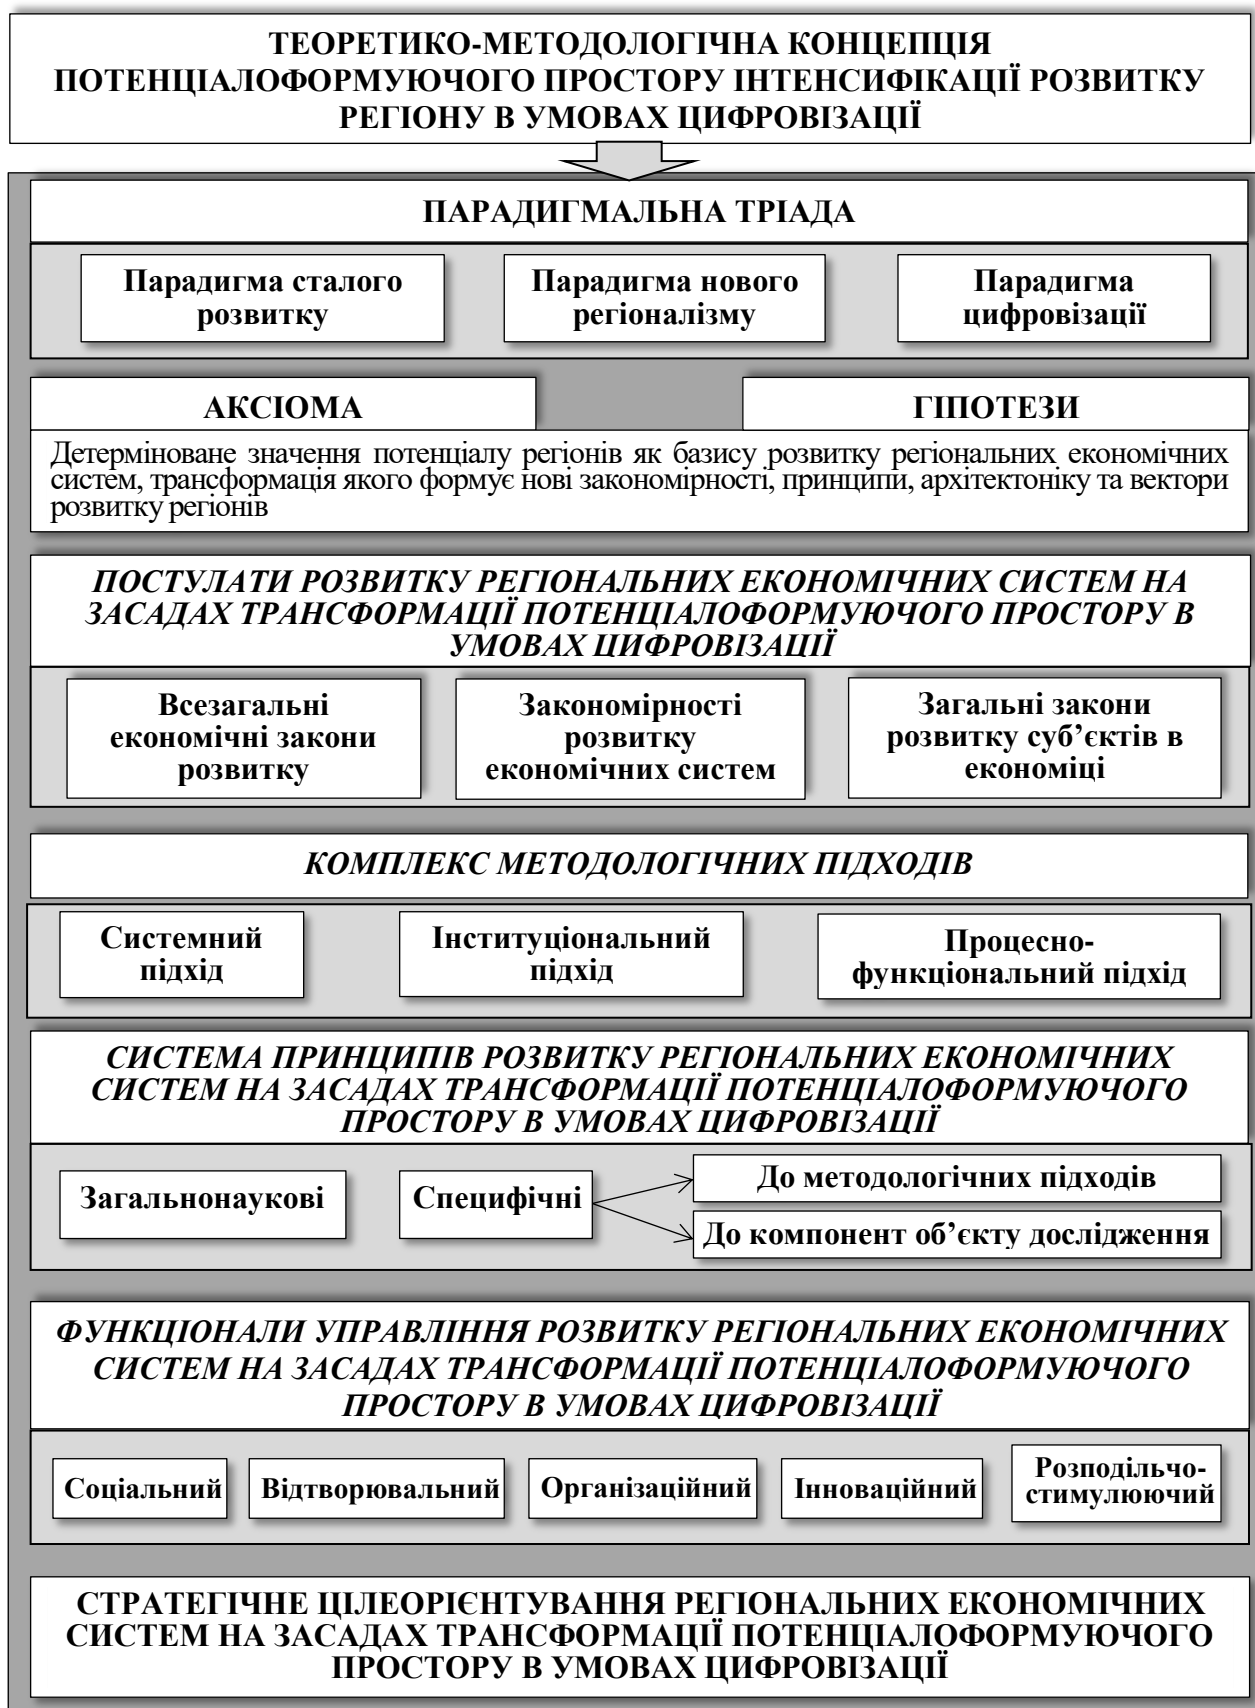 ТЕОРЕТИКО-МЕТОДОЛОГІЧНА КОНЦЕПЦІЯ
ПОТЕНЦІАЛОФОРМУЮЧОГО ПРОСТОРУ ІНТЕНСИФІКАЦІЇ РОЗВИТКУ
РЕГІОНУ В УМОВАХ ЦИФРОВІЗАЦІЇ
ПАРАДИГМАЛЬНА ТРІАДА
Парадигма сталого
розвитку
Парадигма нового
регіоналізму
Парадигма
цифровізації
АКСІОМА
ГІПОТЕЗИ
Детерміноване значення потенціалу регіонів як базису розвитку регіональних економічних
систем, трансформація якого формує нові закономірності, принципи, архітектоніку та вектори
розвитку регіонів
ПОСТУЛАТИ РОЗВИТКУ РЕГІОНАЛЬНИХ ЕКОНОМІЧНИХ СИСТЕМ НА
ЗАСАДАХ ТРАНСФОРМАЦІЇ ПОТЕНЦІАЛОФОРМУЮЧОГО ПРОСТОРУ В
УМОВАХ ЦИФРОВІЗАЦІЇ
Всезагальні
економічні закони
розвитку
Закономірності
розвитку
економічних систем
Загальні закони
розвитку суб’єктів в
економіці
КОМПЛЕКС МЕТОДОЛОГІЧНИХ ПІДХОДІВ
Системний
підхід
Інституціональний
підхід
Процесно-
функціональний підхід
СИСТЕМА ПРИНЦИПІВ РОЗВИТКУ РЕГІОНАЛЬНИХ ЕКОНОМІЧНИХ
СИСТЕМ НА ЗАСАДАХ ТРАНСФОРМАЦІЇ ПОТЕНЦІАЛОФОРМУЮЧОГО
ПРОСТОРУ В УМОВАХ ЦИФРОВІЗАЦІЇ
Загальнонаукові
Специфічні
До методологічних підходів
До компонент об’єкту дослідження
ФУНКЦІОНАЛИ УПРАВЛІННЯ РОЗВИТКУ РЕГІОНАЛЬНИХ ЕКОНОМІЧНИХ
СИСТЕМ НА ЗАСАДАХ ТРАНСФОРМАЦІЇ ПОТЕНЦІАЛОФОРМУЮЧОГО
ПРОСТОРУ В УМОВАХ ЦИФРОВІЗАЦІЇ
Соціальний
Відтворювальний
Організаційний
Інноваційний
Розподільчо-
стимулюючий
СТРАТЕГІЧНЕ ЦІЛЕОРІЄНТУВАННЯ РЕГІОНАЛЬНИХ ЕКОНОМІЧНИХ
СИСТЕМ НА ЗАСАДАХ ТРАНСФОРМАЦІЇ ПОТЕНЦІАЛОФОРМУЮЧОГО
ПРОСТОРУ В УМОВАХ ЦИФРОВІЗАЦІЇ